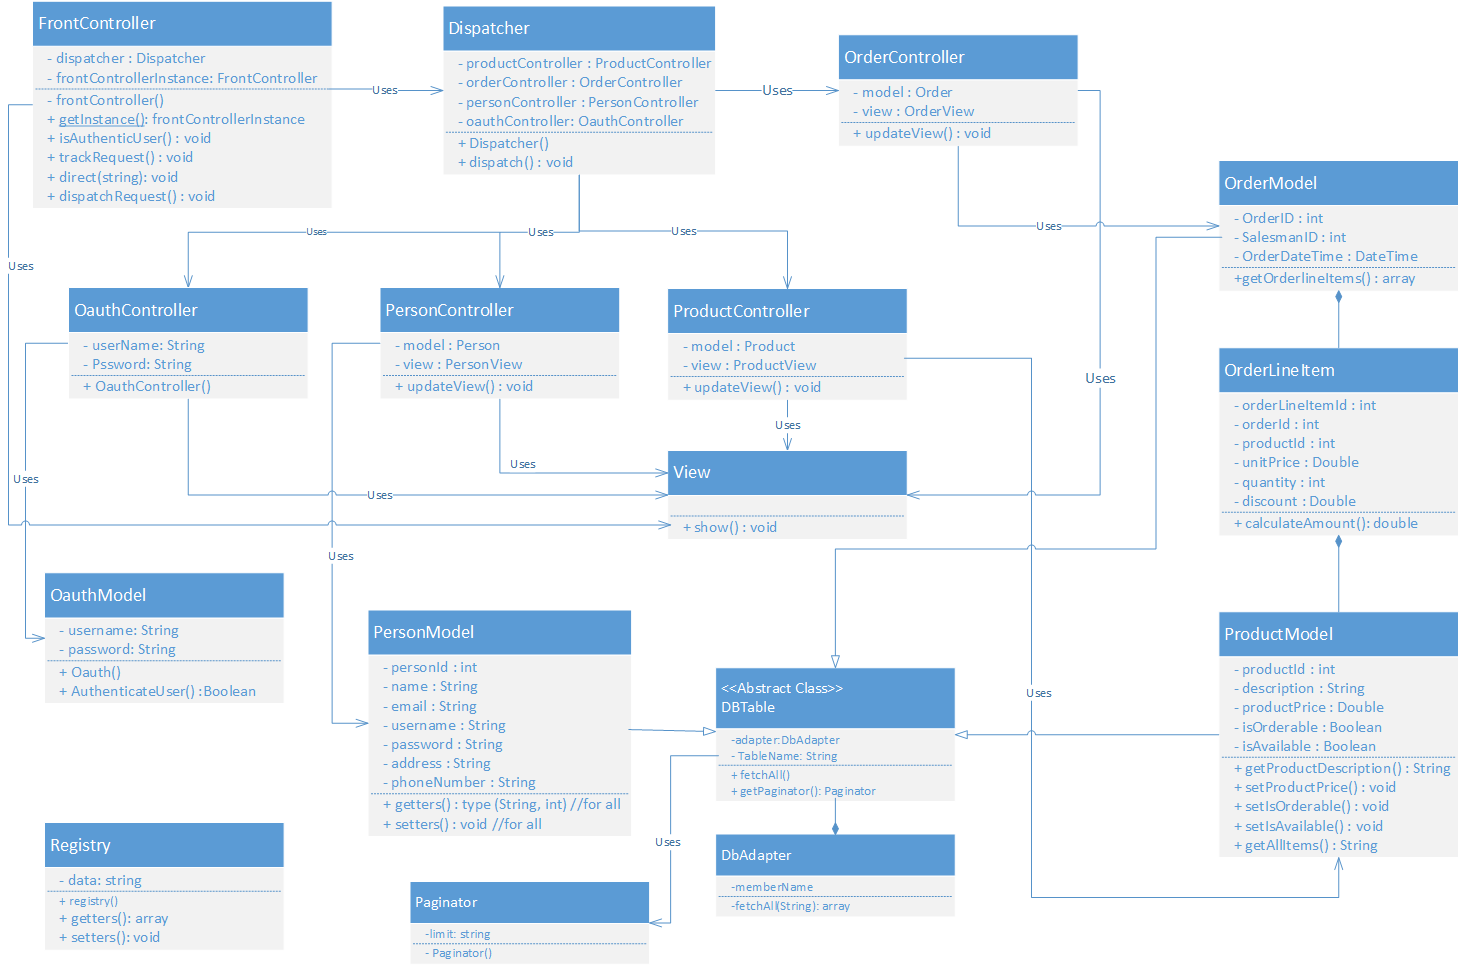 FrontController
- dispatcher : Dispatcher
- frontControllerInstance: FrontController
- frontController()
+ getInstance(): frontControllerInstance
+ isAuthenticUser() : void
+ trackRequest() : void
+ direct(string): void
+ dispatchRequest() : void
Uses
Dispatcher
- productController : ProductController
- orderController : OrderController
- personController : PersonController
- oauthController: OauthController
+ Dispatcher()
+ dispatch() : void
Uses
OrderController
- model : Order
- view : OrderView
+ updateView() : void
Uses
OrderModel
- OrderID : int
- SalesmanID : int
- OrderDateTime : DateTime
+getOrderlineItems() : array
Uses
Uses
Uses
Uses
OauthController
- userName: String
- Pssword: String
+ OauthController()
PersonController
- model : Person
- view : PersonView
+ updateView() : void
ProductController
- model : Product
- view : ProductView
+ updateView() : void
Uses
Uses
OrderLineItem
- orderLineItemId : int
- orderId : int
- productId : int
- unitPrice : Double
- quantity : int
- discount : Double
+ calculateAmount(): double
Uses
Uses
Uses
View
+ show() : void
Uses
OauthModel
- username: String
- password: String
+ Oauth()
+ AuthenticateUser() :Boolean
PersonModel
- personId : int
- name : String
- email : String
- username : String
- password : String
- address : String
- phoneNumber : String
+ getters() : type (String, int) //for all
+ setters() : void //for all
<<Abstract Class>>
DBTable
-adapter:DbAdapter
- TableName: String
+ fetchAll()
+ getPaginator(): Paginator
Uses
ProductModel
- productId : int
- description : String
- productPrice : Double
- isOrderable : Boolean
- isAvailable : Boolean
+ getProductDescription() : String
+ setProductPrice() : void
+ setIsOrderable() : void
+ setIsAvailable() : void
+ getAllItems() : String
Registry
- data: string
+ registry()
+ getters(): array
+ setters(): void
Uses
DbAdapter
-memberName
-fetchAll(String): array
Paginator
-limit: string
- Paginator()